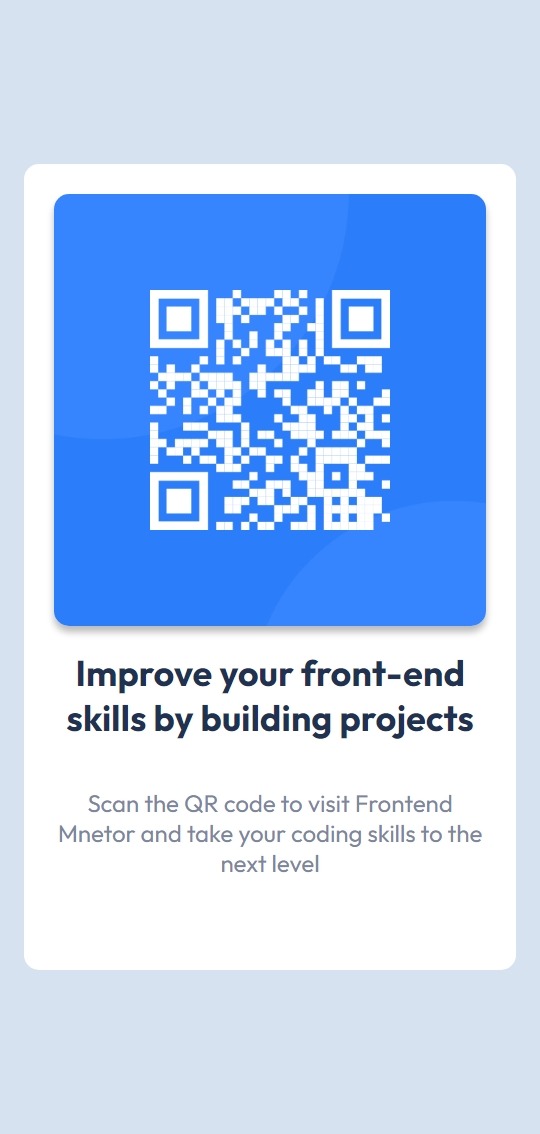 Improve your front-end
skills by building projects
Scan the QR code to visit Frontend
Mnetor and take your coding skills to the
next level